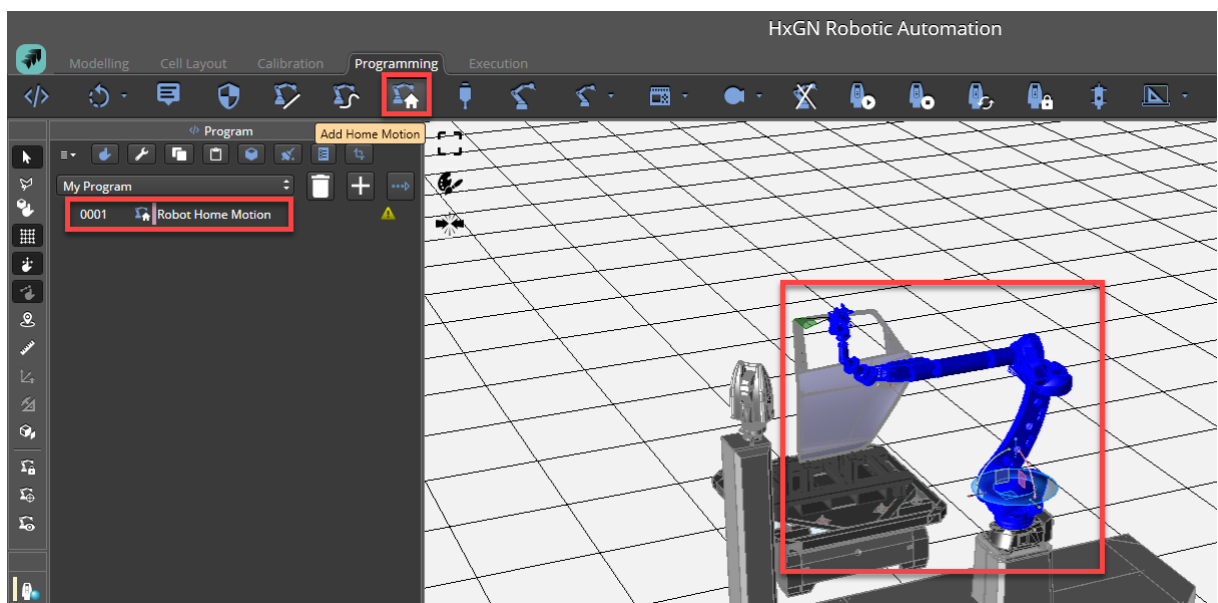 HxGN Robotic Automation
Modelling Cell Layout Calibration Programming Execution
Program
Add Home Motion
My Program
0001 Robot Home Motion